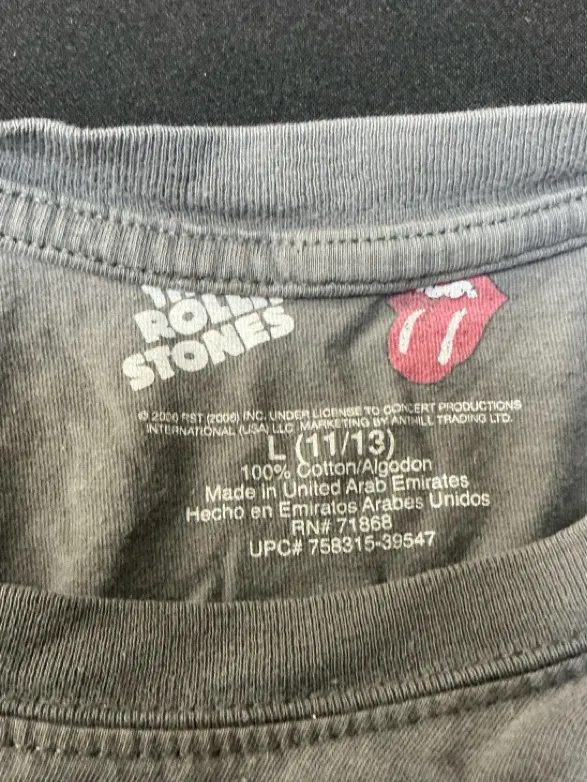 ROLLING
STONES
© 2006 RST (2006) INC. UNDER LICENSE TO CONCERT PRODUCTIONS
INTERNATIONAL (USA) LLC MARKETING BY ANTHILL TRADING LTD.
L (11/13)
100% Cotton/Algodon
Made in United Arab Emirates
Hecho en Emiratos Arabes Unidos
RN# 71868
UPC# 758315-39547